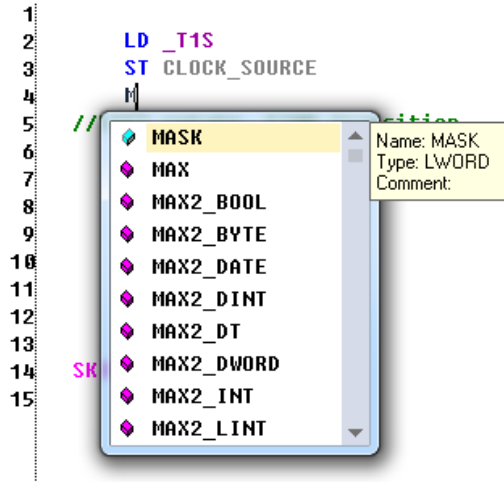 1
2 LD _T1S
3 ST CLOCK_SOURCE
4 M
5 //
6
7
8
9
10
11
12
13
14 SK
15
MASK
MAX
MAX2_BOOL
MAX2_BYTE
MAX2_DATE
MAX2_DINT
MAX2_DT
MAX2_DWORD
MAX2_INT
MAX2_LINT
Name: MASK
Type: LWORD
Comment: